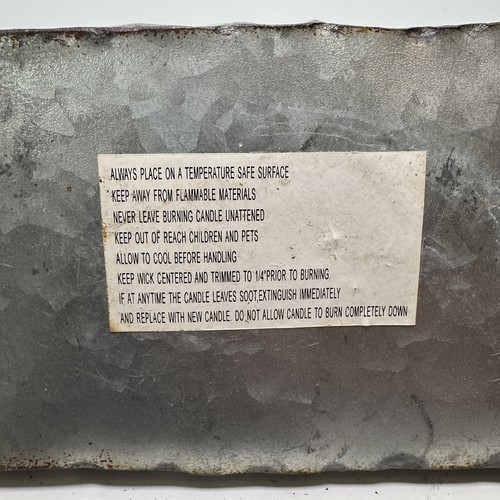 ALWAYS PLACE ON A TEMPERATURE SAFE SURFACE
KEEP AWAY FROM FLAMMABLE MATERIALS
NEVER LEAVE BURNING CANDLE UNATTENED
KEEP OUT OF REACH CHILDREN AND PETS
ALLOW TO COOL BEFORE HANDLING
KEEP WICK CENTERED AND TRIMMED TO 1/4"PRIOR TO BURNING.
IF AT ANYTIME THE CANDLE LEAVES SOOT,EXTINGUISH IMMEDIATELY
AND REPLACE WITH NEW CANDLE. DO NOT ALLOW CANDLE TO BURN COMPLETELY DOWN